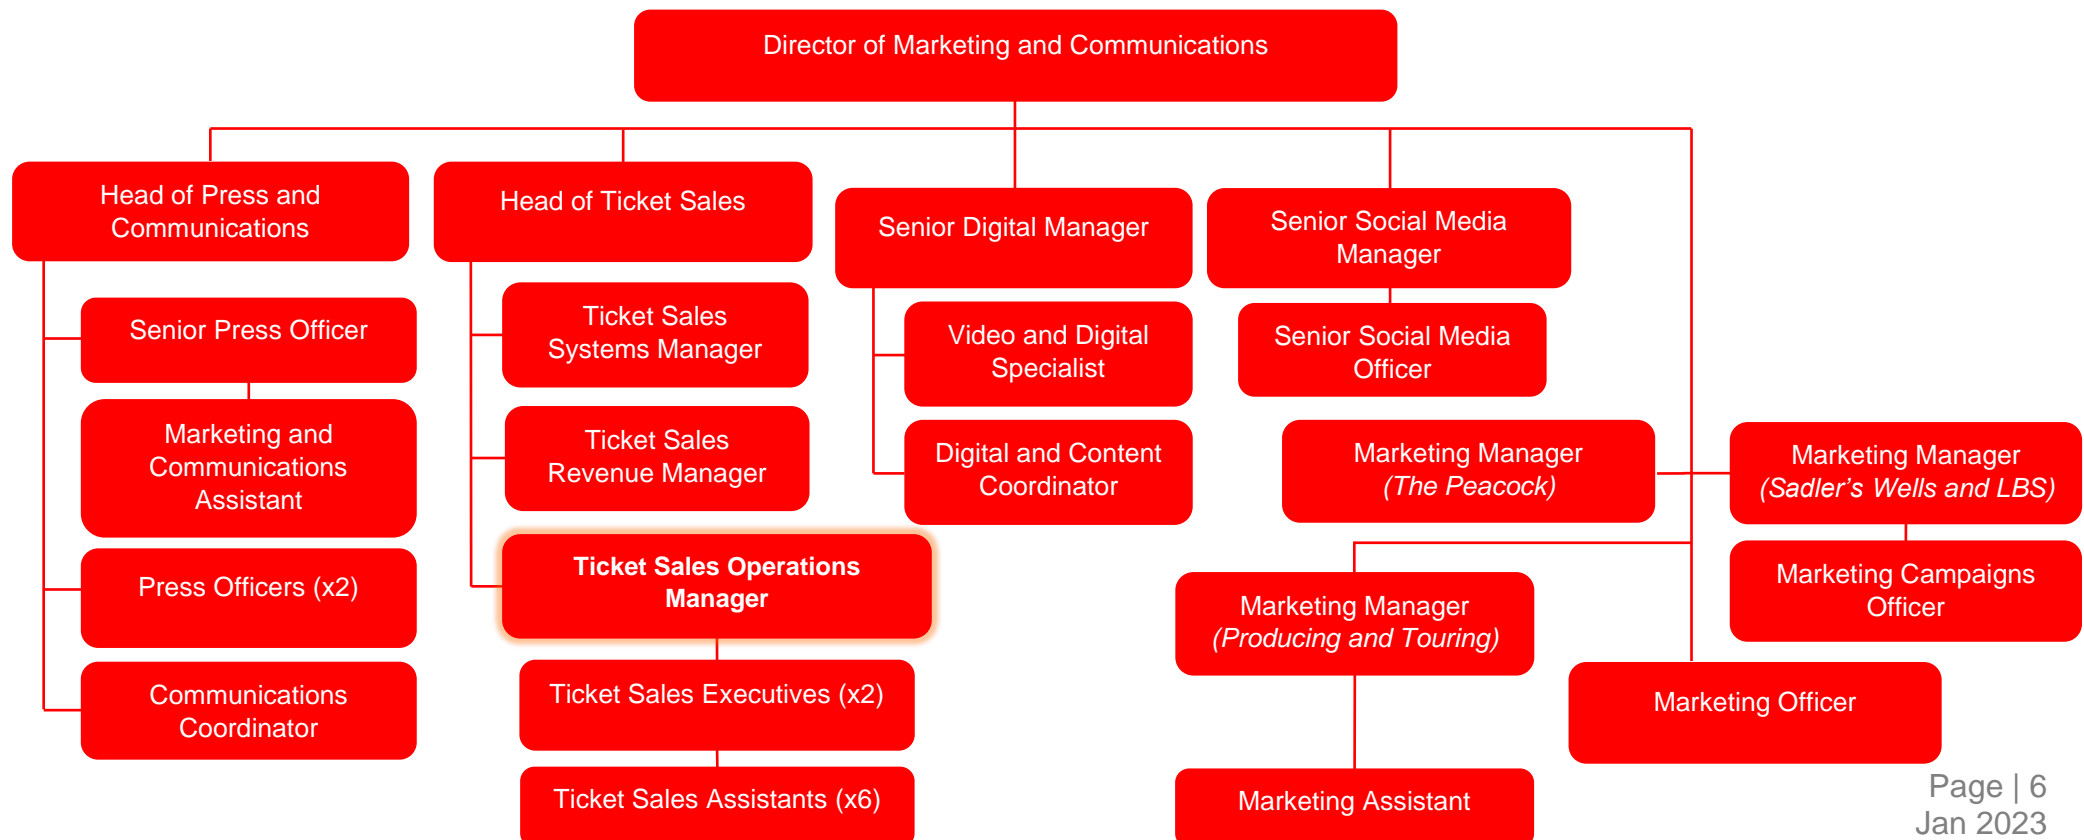 Director of Marketing and Communications
Head of Press and
Communications
Senior Press Officer
Marketing and
Communications
Assistant
Press Officers (x2)
Communications
Coordinator
Head of Ticket Sales
Ticket Sales
Systems Manager
Ticket Sales
Revenue Manager
Ticket Sales Operations
Manager
Ticket Sales Executives (x2)
Ticket Sales Assistants (x6)
Senior Digital Manager
Video and Digital
Specialist
Digital and Content
Coordinator
Senior Social Media
Manager
Senior Social Media
Officer
Marketing Manager
(The Peacock)
Marketing Manager
(Sadler’s Wells and LBS)
Marketing Campaigns
Officer
Marketing Manager
(Producing and Touring)
Marketing Assistant
Marketing Officer
Page | 6
Jan 2023